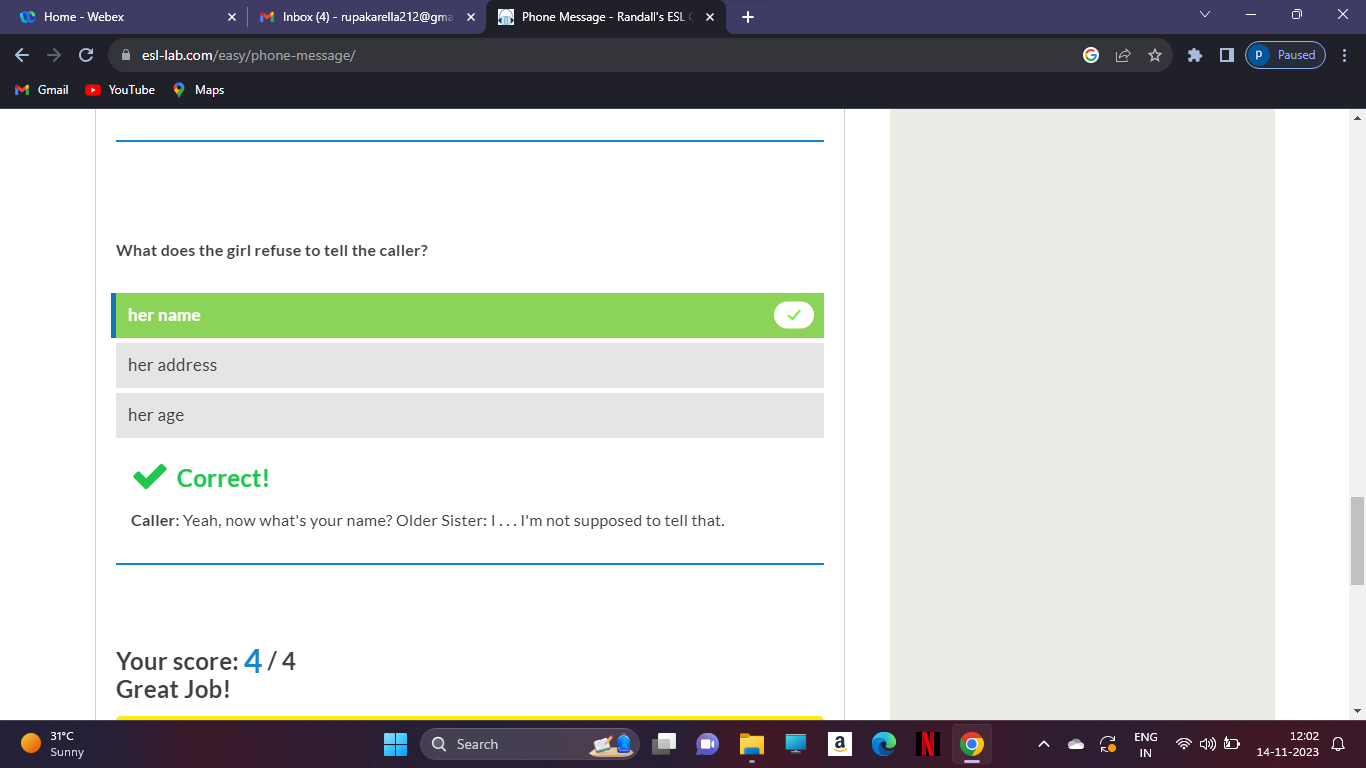 Home - Webex
Inbox (4) - rupakarella212@gma
Phone Message - Randall's ESL
esl-lab.com/easy/phone-message/
p Paused
Gmail
YouTube
Maps
What does the girl refuse to tell the caller?
her name
her address
her age
Correct!
Caller: Yeah, now what's your name? Older Sister: I . . . I'm not supposed to tell that.
Your score: 4 / 4
Great Job!
31°C
Sunny
Search
a
N
ENG
IN
12:02
14-11-2023